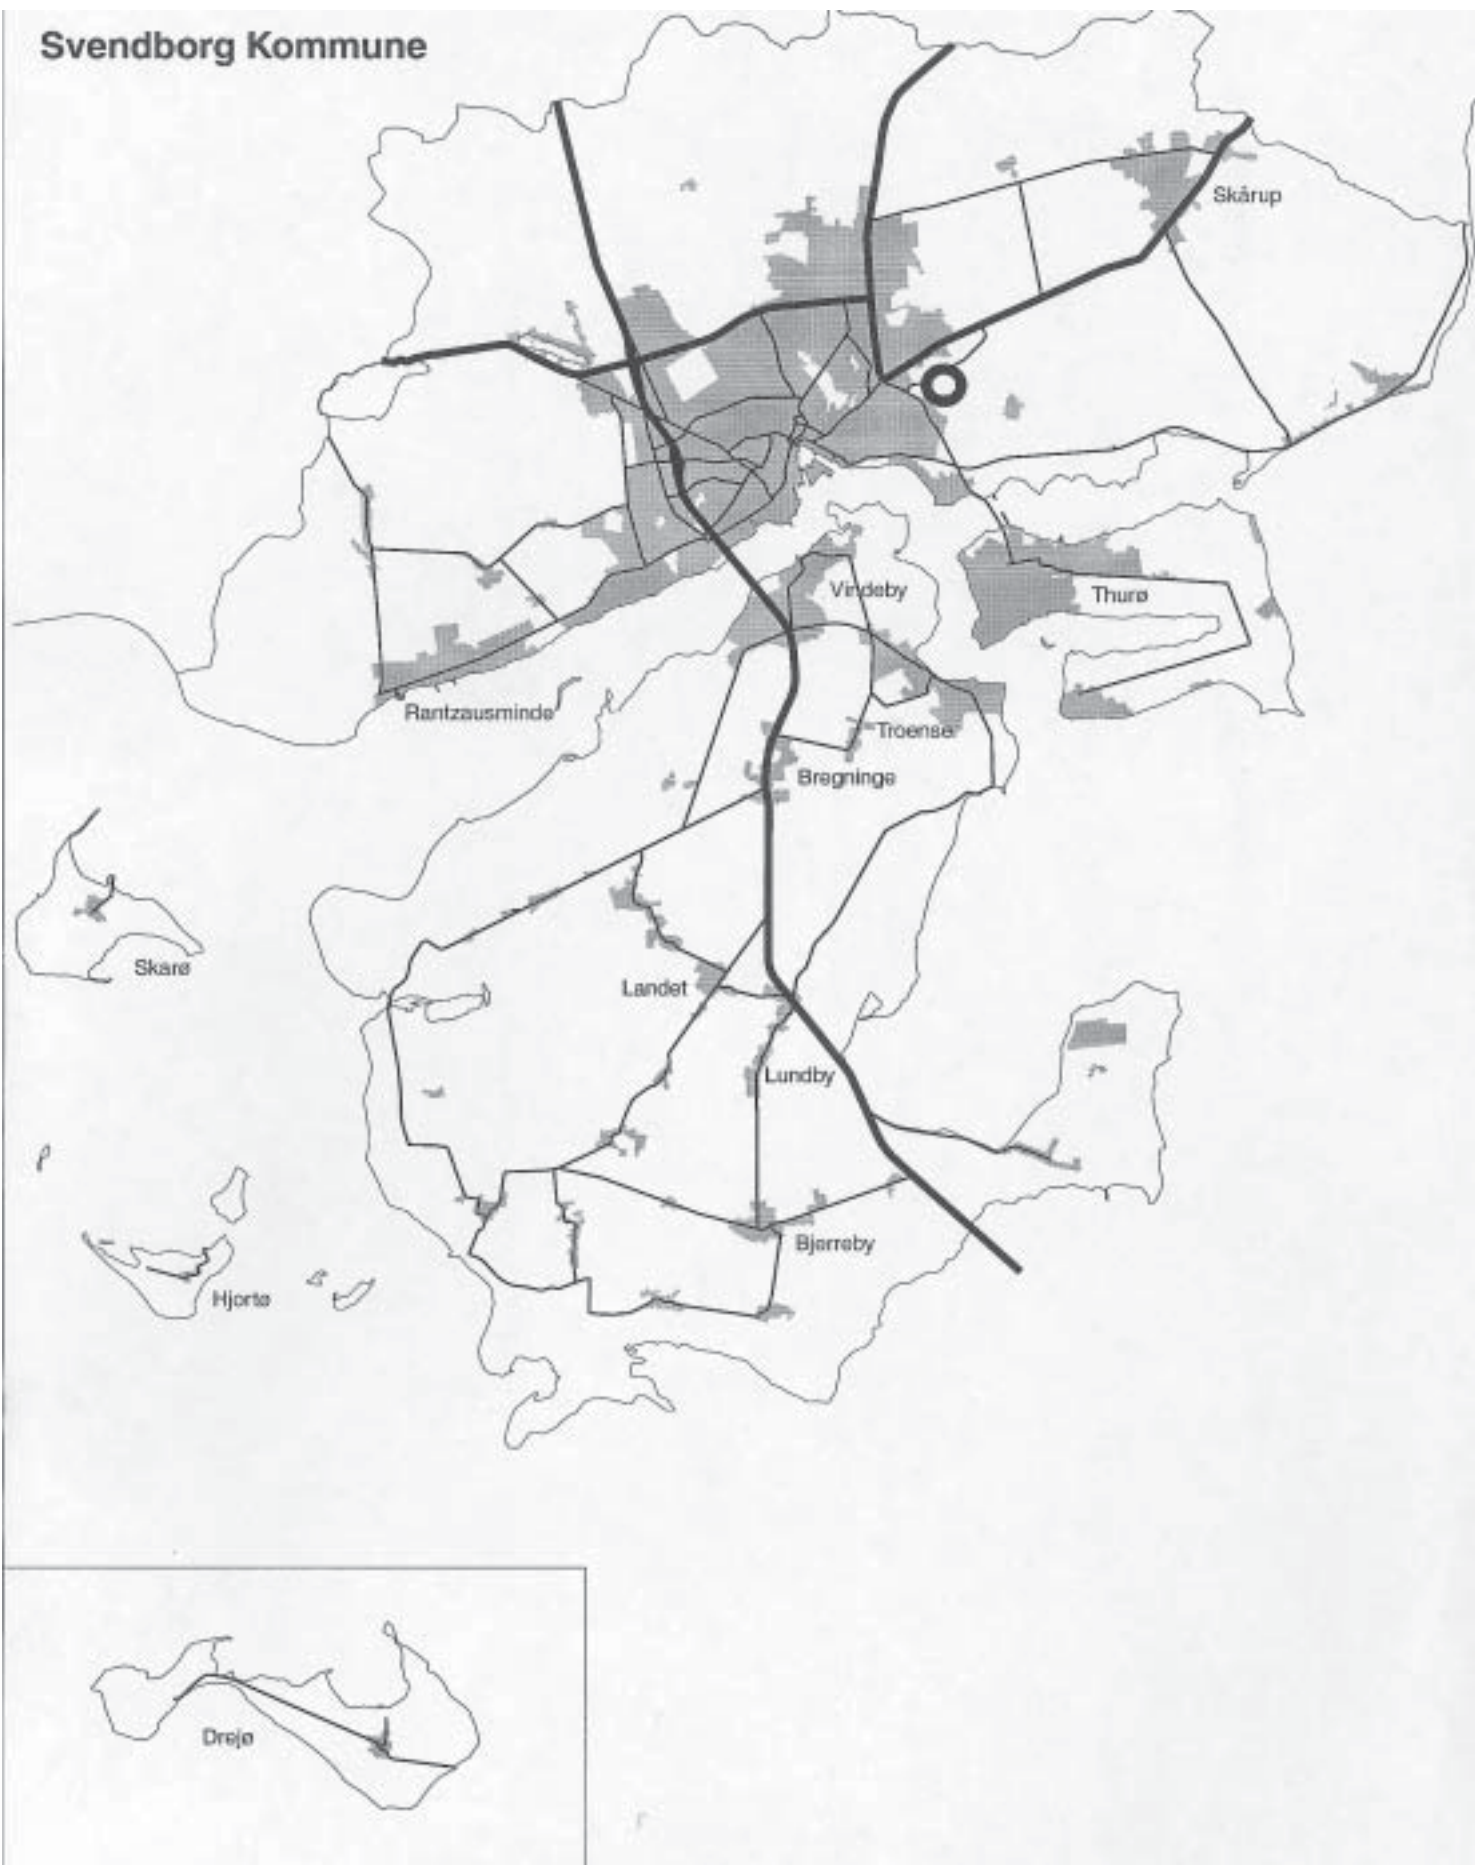 Svendborg Kommune
Skårup
Vindeby
Thurø
Rantzausminde
Troense
Bregninge
Skarø
Landet
Lundby
Bjerreby
Hjortø
Drejø